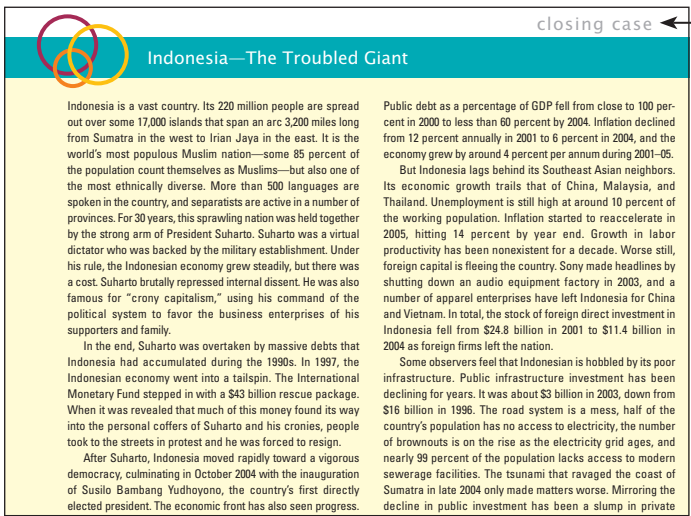 closing case
Indonesia—The Troubled Giant
Indonesia is a vast country. Its 220 million people are spread
out over some 17,000 islands that span an arc 3,200 miles long
from Sumatra in the west to Irian Jaya in the east. It is the
world's most populous Muslim nation—some 85 percent of
the population count themselves as Muslims—but also one of
the most ethnically diverse. More than 500 languages are
spoken in the country, and separatists are active in a number of
provinces. For 30 years, this sprawling nation was held together
by the strong arm of President Suharto. Suharto was a virtual
dictator who was backed by the military establishment. Under
his rule, the Indonesian economy grew steadily, but there was
a cost. Suharto brutally repressed internal dissent. He was also
famous for "crony capitalism," using his command of the
political system to favor the business enterprises of his
supporters and family.
In the end, Suharto was overtaken by massive debts that
Indonesia had accumulated during the 1990s. In 1997, the
Indonesian economy went into a tailspin. The International
Monetary Fund stepped in with a $43 billion rescue package.
When it was revealed that much of this money found its way
into the personal coffers of Suharto and his cronies, people
took to the streets in protest and he was forced to resign.
After Suharto, Indonesia moved rapidly toward a vigorous
democracy, culminating in October 2004 with the inauguration
of Susilo Bambang Yudhoyono, the country's first directly
elected president. The economic front has also seen progress.
Public debt as a percentage of GDP fell from close to 100 per-
cent in 2000 to less than 60 percent by 2004. Inflation declined
from 12 percent annually in 2001 to 6 percent in 2004, and the
economy grew by around 4 percent per annum during 2001–05.
But Indonesia lags behind its Southeast Asian neighbors.
Its economic growth trails that of China, Malaysia, and
Thailand. Unemployment is still high at around 10 percent of
the working population. Inflation started to reaccelerate in
2005, hitting 14 percent by year end. Growth in labor
productivity has been nonexistent for a decade. Worse still,
foreign capital is fleeing the country. Sony made headlines by
shutting down an audio equipment factory in 2003, and a
number of apparel enterprises have left Indonesia for China
and Vietnam. In total, the stock of foreign direct investment in
Indonesia fell from $24.8 billion in 2001 to $11.4 billion in
2004 as foreign firms left the nation.
Some observers feel that Indonesian is hobbled by its poor
infrastructure. Public infrastructure investment has been
declining for years. It was about $3 billion in 2003, down from
$16 billion in 1996. The road system is a mess, half of the
country's population has no access to electricity, the number
of brownouts is on the rise as the electricity grid ages, and
nearly 99 percent of the population lacks access to modern
sewerage facilities. The tsunami that ravaged the coast of
Sumatra in late 2004 only made matters worse. Mirroring the
decline in public investment has been a slump in private